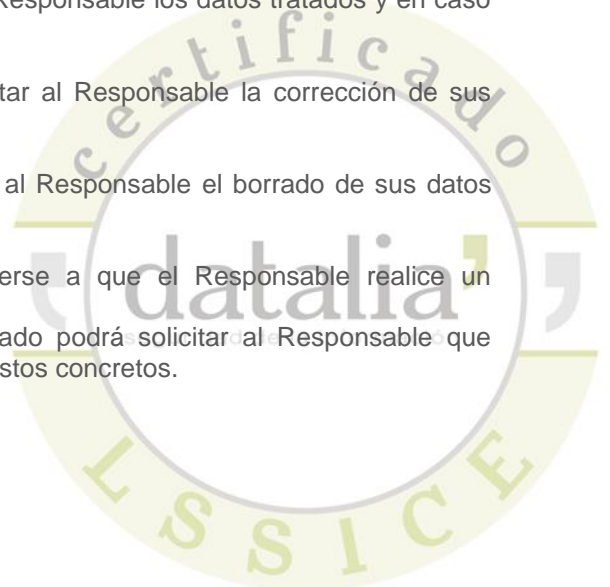 Responsable los datos tratados y en caso
certificado
tar al Responsable la corrección de sus
al Responsable el borrado de sus datos
datalia
erse a que el Responsable realice un
ado podrá solicitar al Responsable que
stos concretos.
LSSICE